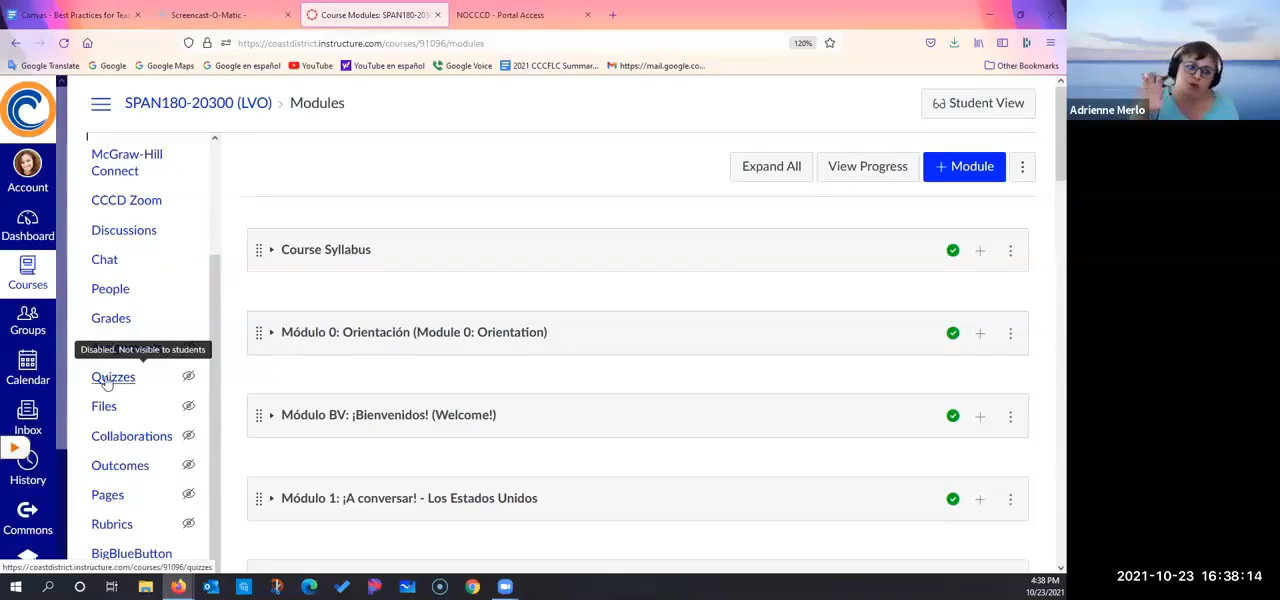 Canvas - Best Practices for Tea
Screencast-O-Matic -
Course Modules: SPAN180-203
NOCCCD - Portal Access
https://coastdistrict.instructure.com/courses/91096/modules
120%
Google Translate
Google
Google Maps
Google en español
YouTube
YouTube en español
Google Voice
2021 CCCFLC Summar...
https://mail.google.co...
Other Bookmarks
SPAN180-20300 (LVO) › Modules
Student View
Adrienne Merlo
McGraw-Hill
Connect
CCCD Zoom
Discussions
Chat
People
Grades
Disabled. Not visible to students
Quizzes
Files
Collaborations
Outcomes
Pages
Rubrics
BigBlueButton
Account
Dashboard
Courses
Groups
Calendar
Inbox
History
Commons
Expand All
View Progress
+ Module
Course Syllabus
Módulo 0: Orientación (Module 0: Orientation)
Módulo BV: ¡Bienvenidos! (Welcome!)
Módulo 1: ¡A conversar! - Los Estados Unidos
https://coastdistrict.instructure.com/courses/91096/quizzes
4:38 PM
10/23/2021
2021-10-23 16:38:14